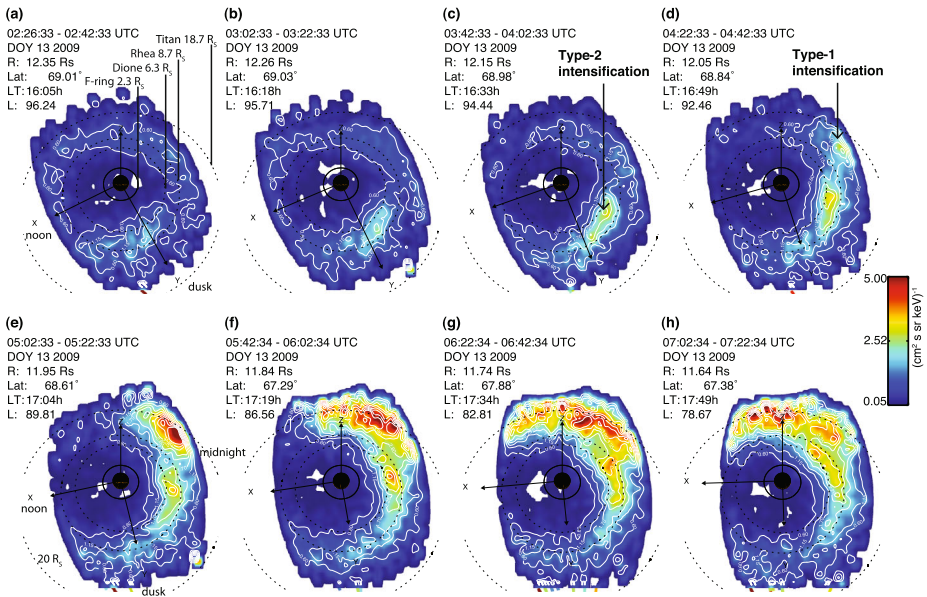 (a)
02:26:33 - 02:42:33 UTC
DOY 13 2009
R: 12.35 Rs
Lat: 69.01°
LT:16:05h
L: 96.24
Titan 18.7 Rs
Rhea 8.7 Rs
Dione 6.3 Rs
F-ring 2.3 Rs
X
noon
Y
dusk
(b)
03:02:33 - 03:22:33 UTC
DOY 13 2009
R: 12.26 Rs
Lat: 69.03°
LT:16:18h
L: 95.71
0.60
X
Y
(c)
03:42:33 - 04:02:33 UTC
DOY 13 2009
R: 12.15 Rs
Lat: 68.98°
LT:16:33h
L: 94.44
Type-2
intensification
0.60
X
Y
(d)
04:22:33 - 04:42:33 UTC
DOY 13 2009
R: 12.05 Rs
Lat: 68.84°
LT:16:49h
L: 92.46
Type-1
intensification
X
5.00
2.52
0.05
(cm² sr keV)⁻¹
(e)
05:02:33 - 05:22:33 UTC
DOY 13 2009
R: 11.95 Rs
Lat: 68.61°
LT:17:04h
L: 89.81
midnight
X
noon
20 Rs
dusk
(f)
05:42:34 - 06:02:34 UTC
DOY 13 2009
R: 11.84 Rs
Lat: 67.29°
LT:17:19h
L: 86.56
Z
X
(g)
06:22:34 - 06:42:34 UTC
DOY 13 2009
R: 11.74 Rs
Lat: 67.88°
LT:17:34h
L: 82.81
X
(h)
07:02:34 - 07:22:34 UTC
DOY 13 2009
R: 11.64 Rs
Lat: 67.38°
LT:17:49h
L: 78.67
X